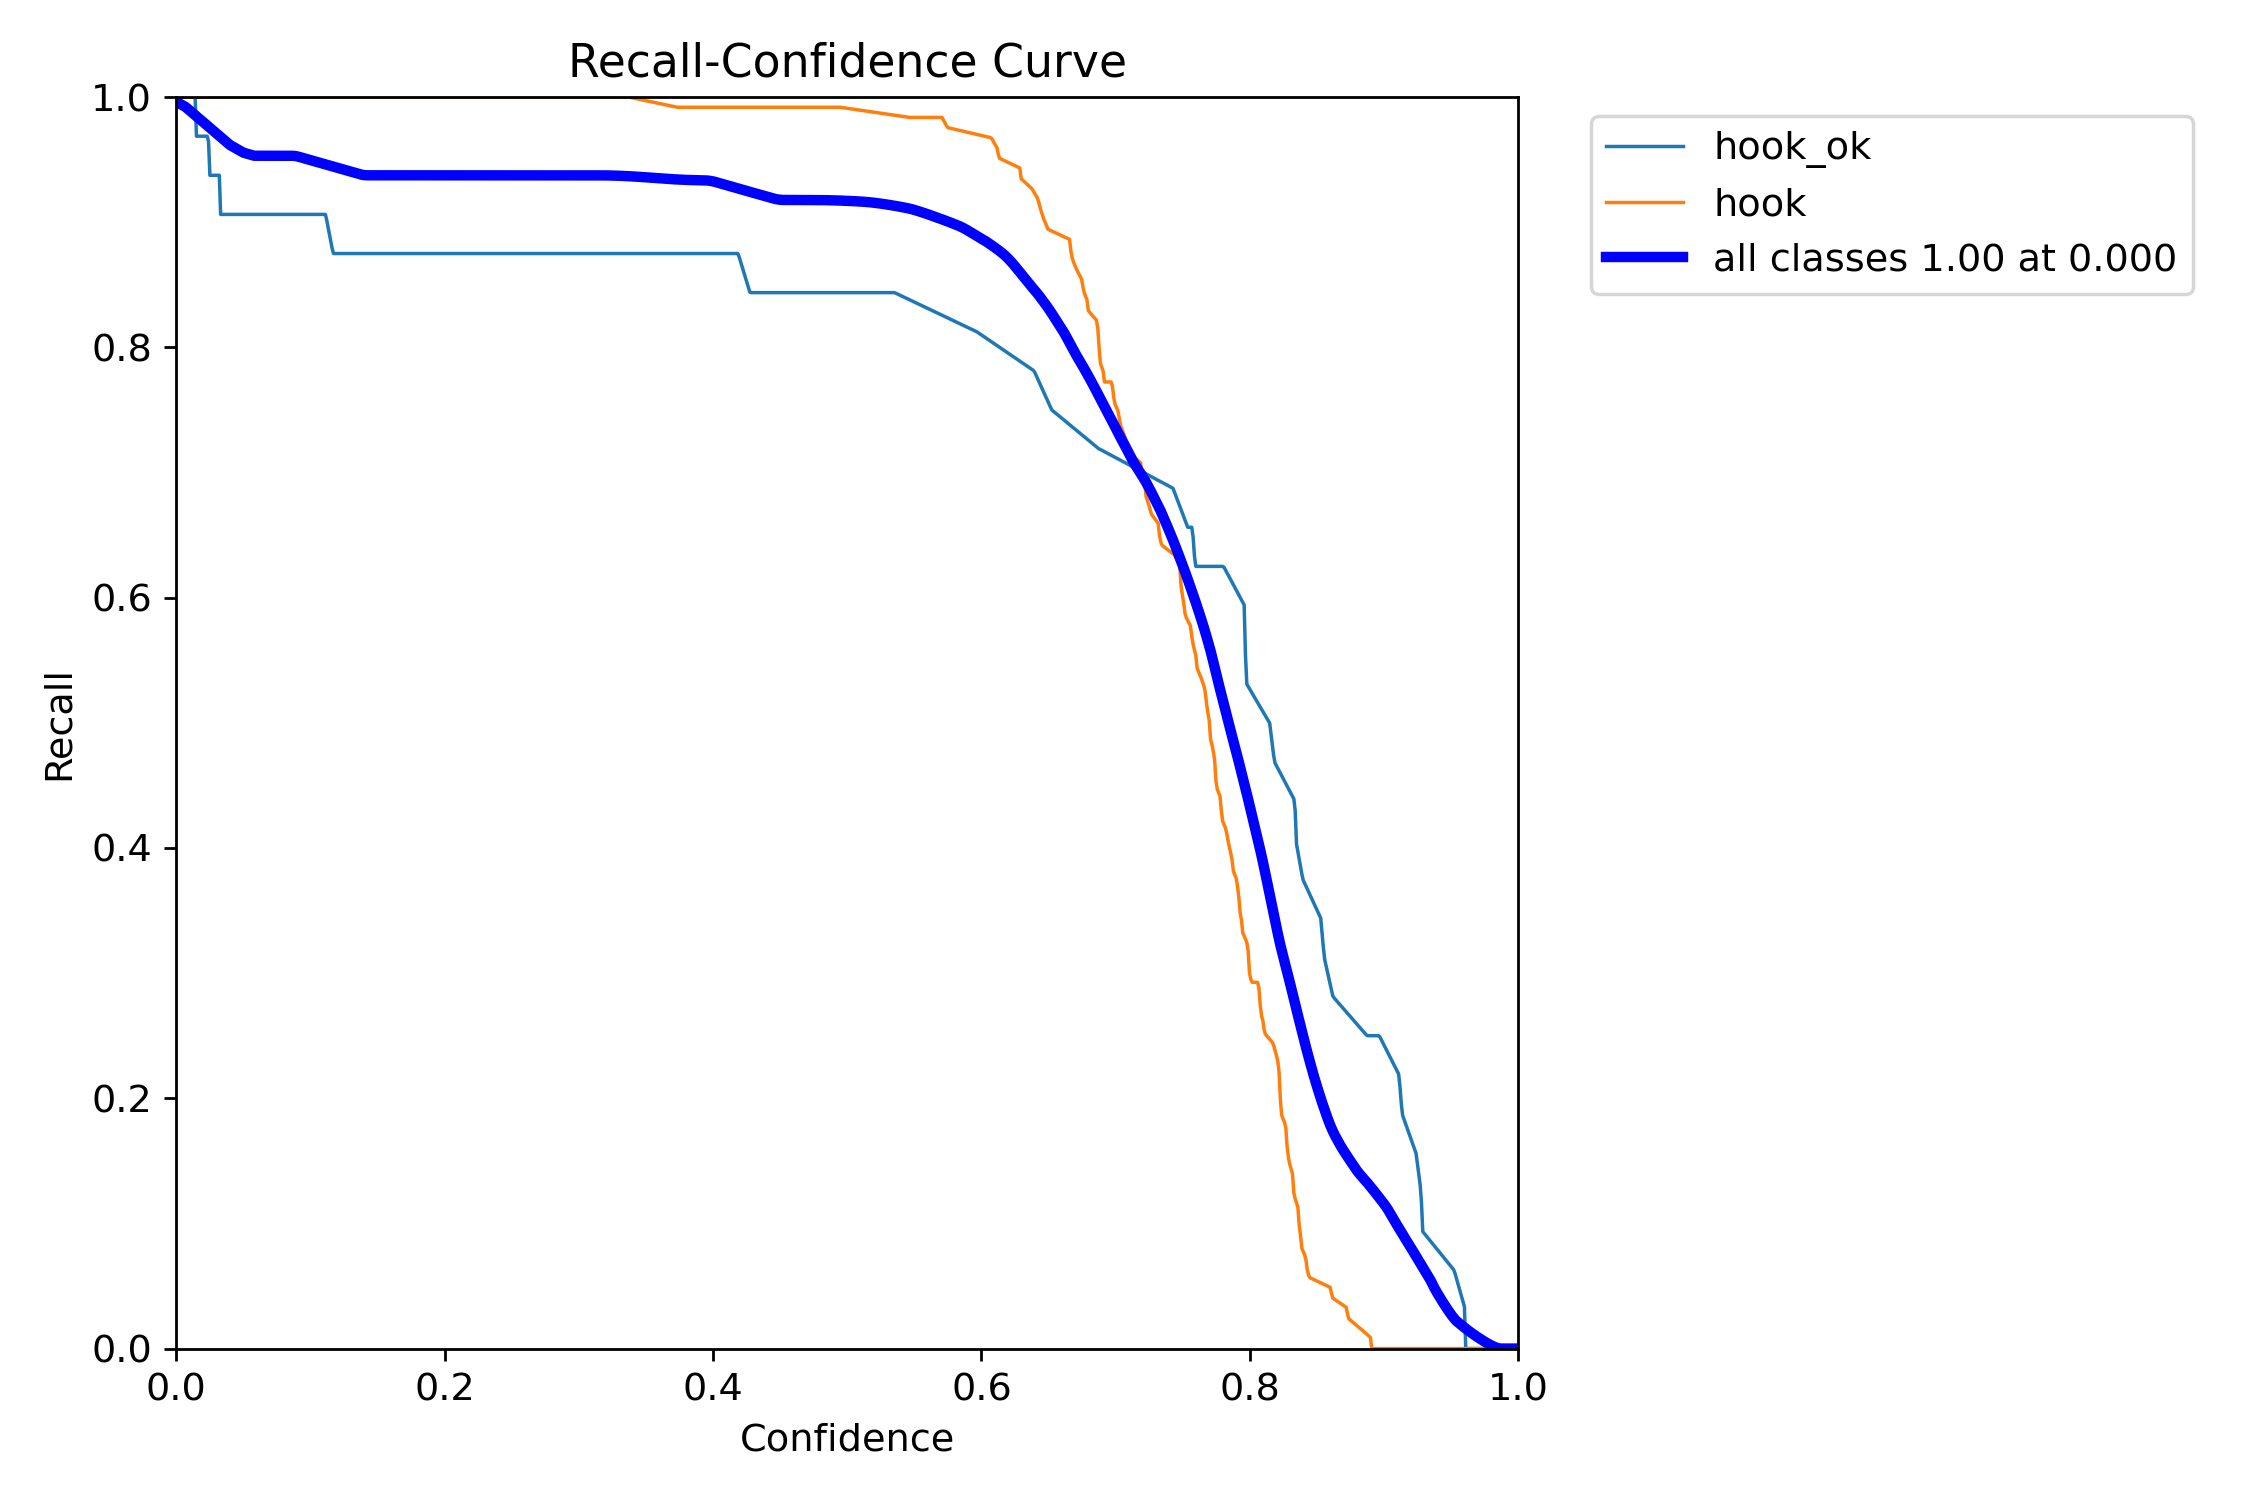 Recall-Confidence Curve
1.0
0.8
0.6
0.4
0.2
0.0
Recall
0.0 0.2 0.4 0.6 0.8 1.0
Confidence
hook_ok
hook
all classes 1.00 at 0.000